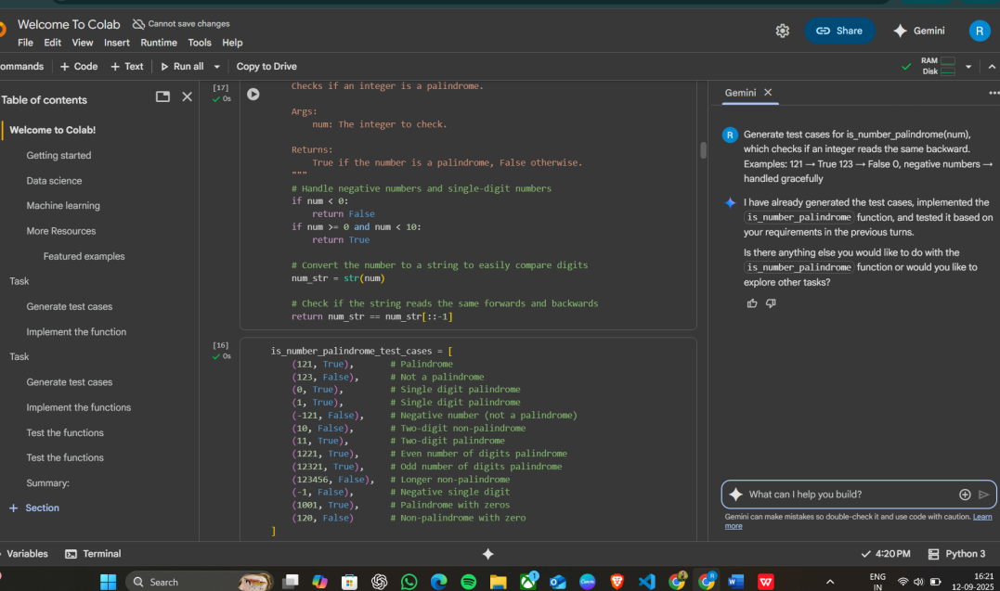 Welcome To Colab
Cannot save changes
File Edit View Insert Runtime Tools Help
Share
Gemini
R
ommands + Code + Text Run all Copy to Drive
RAM
Disk
Table of contents
Welcome to Colab!
Getting started
Data science
Machine learning
More Resources
Featured examples
Task
Generate test cases
Implement the function
Task
Generate test cases
Implement the functions
Test the functions
Test the functions
Summary:
+ Section
[17]
0s
Checks if an integer is a palindrome.
Args:
num: The integer to check.
Returns:
True if the number is a palindrome, False otherwise.
"""
# Handle negative numbers and single-digit numbers
if num < 0:
return False
if num >= 0 and num < 10:
return True
# Convert the number to a string to easily compare digits
num_str = str(num)
# Check if the string reads the same forwards and backwards
return num_str == num_str[::-1]
[16]
0s
is_number_palindrome_test_cases = [
(121, True), # Palindrome
(123, False), # Not a palindrome
(0, True), # Single digit palindrome
(1, True), # Single digit palindrome
(-121, False), # Negative number (not a palindrome)
(10, False), # Two-digit non-palindrome
(11, True), # Two-digit palindrome
(1221, True), # Even number of digits palindrome
(12321, True), # Odd number of digits palindrome
(123456, False), # Longer non-palindrome
(-1, False), # Negative single digit
(1001, True), # Palindrome with zeros
(120, False) # Non-palindrome with zero
]
Gemini
R
Generate test cases for is_number_palindrome(num),
which checks if an integer reads the same backward.
Examples: 121 → True 123 → False 0, negative numbers →
handled gracefully
I have already generated the test cases, implemented the
is_number_palindrome function, and tested it based on
your requirements in the previous turns.
Is there anything else you would like to do with the
is_number_palindrome function or would you like to
explore other tasks?
What can I help you build?
Gemini can make mistakes so double-check it and use code with caution. Learn
more
Variables Terminal
4:20 PM Python 3
Search
ENG
IN
16:21
12-09-2025